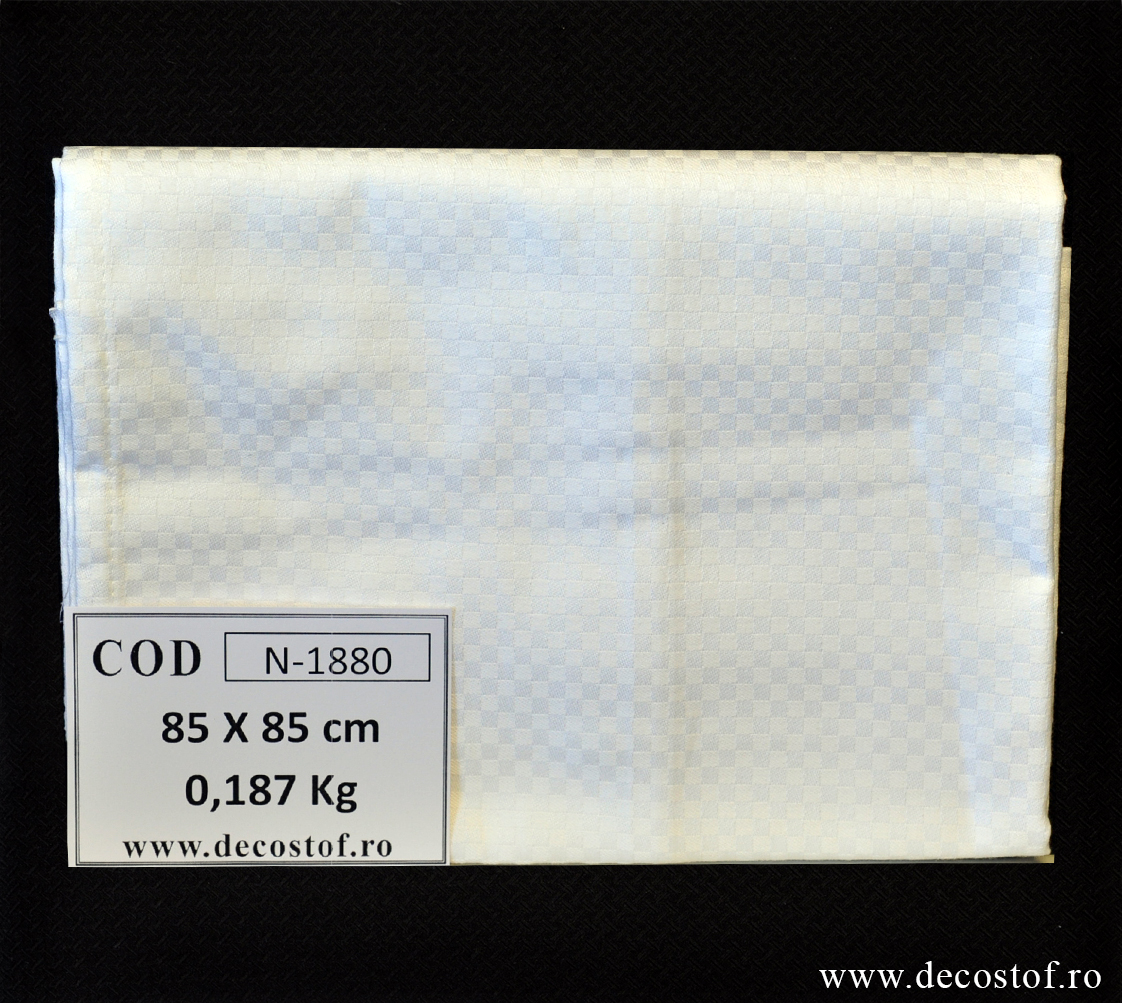 COD N-1880
85 X 85 cm
0,187 Kg
www.decostof.ro
www.decostof.ro